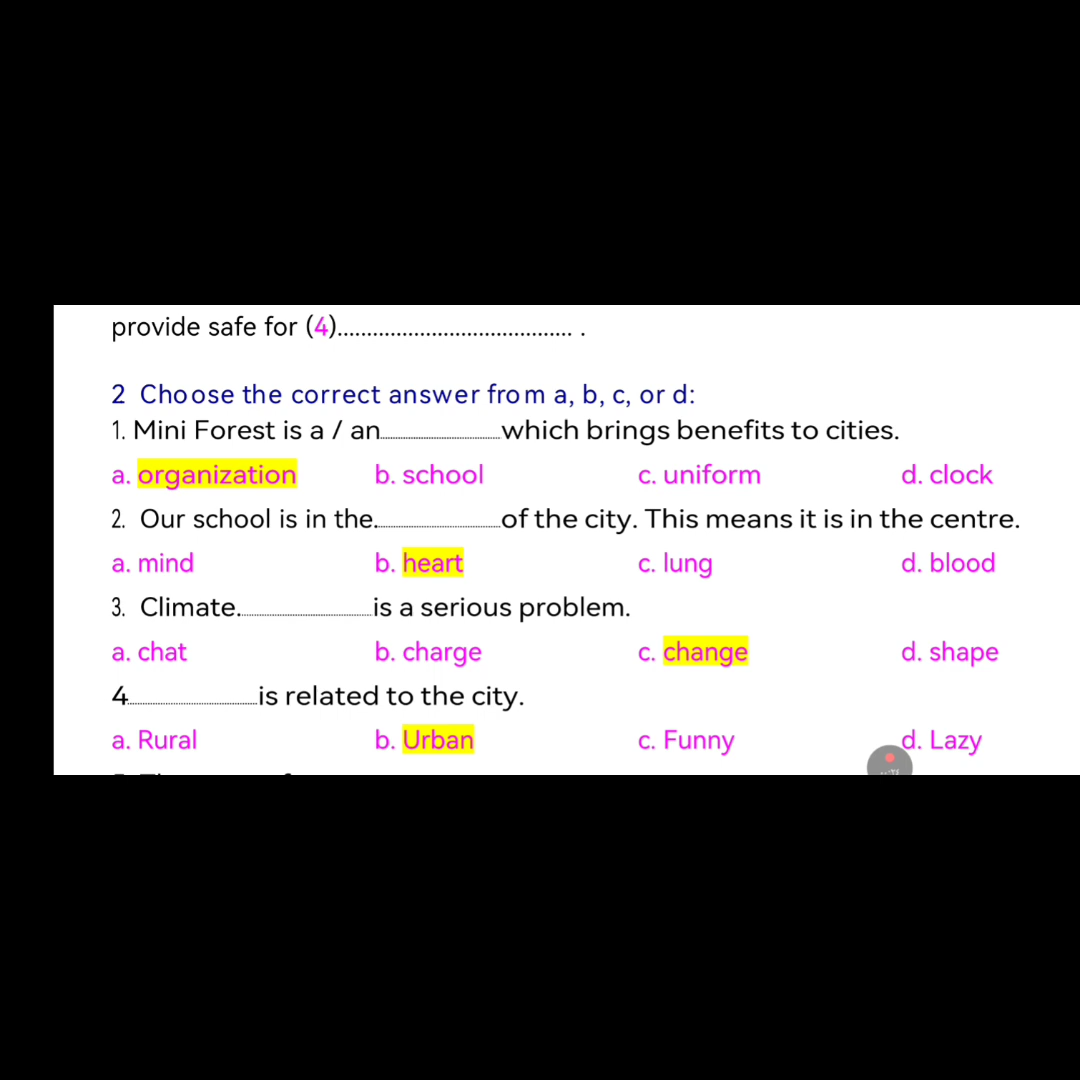 provide safe for (4)........................................ .
2 Choose the correct answer from a, b, c, or d:
1. Mini Forest is a / an........................which brings benefits to cities.
a. organization b. school c. uniform d. clock
2. Our school is in the.........................of the city. This means it is in the centre.
a. mind b. heart c. lung d. blood
3. Climate..........................is a serious problem.
a. chat b. charge c. change d. shape
4..........................is related to the city.
a. Rural b. Urban c. Funny d. Lazy